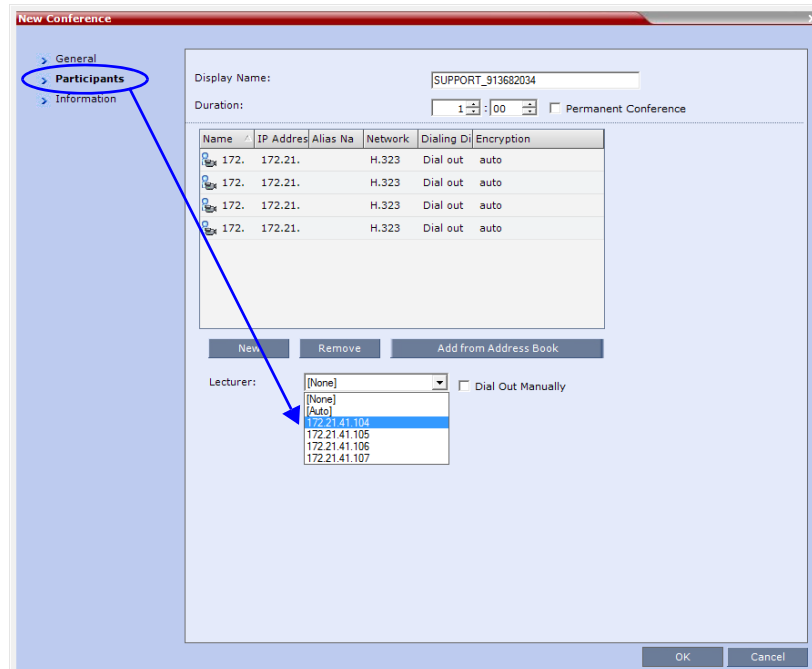 New Conference
General
Participants
Information
Display Name: SUPPORT_913682034
Duration: 1 : 00 Permanent Conference
Name IP Addres Alias Na Network Dialing Di Encryption
172. 172.21. H.323 Dial out auto
172. 172.21. H.323 Dial out auto
172. 172.21. H.323 Dial out auto
172. 172.21. H.323 Dial out auto
New Remove Add from Address Book
Lecturer: [None] Dial Out Manually
[None]
[Auto]
172.21.41.104
172.21.41.105
172.21.41.106
172.21.41.107
OK Cancel